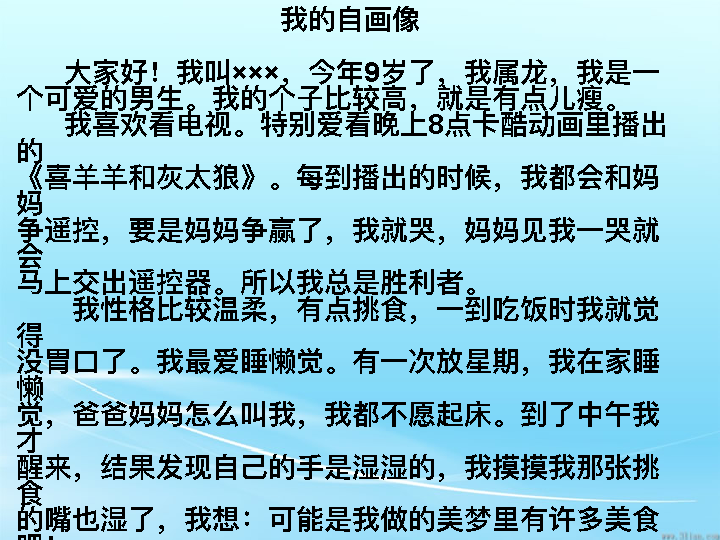 我的自画像
大家好！我叫×××，今年9岁了，我属龙，我是一
个可爱的男生。我的个子比较高，就是有点儿瘦。
我喜欢看电视。特别爱看晚上8点卡酷动画里播出
的
《喜羊羊和灰太狼》。每到播出的时候，我都会和妈
妈
争遥控，要是妈妈争赢了，我就哭，妈妈见我一哭就
会
马上交出遥控器。所以我总是胜利者。
我性格比较温柔，有点挑食，一到吃饭时我就觉
得
没胃口了。我最爱睡懒觉。有一次放星期，我在家睡
懒
觉，爸爸妈妈怎么叫我，我都不愿起床。到了中午我
才
醒来，结果发现自己的手是湿湿的，我摸摸我那张挑
食
的嘴也湿了，我想：可能是我做的美梦里有许多美食